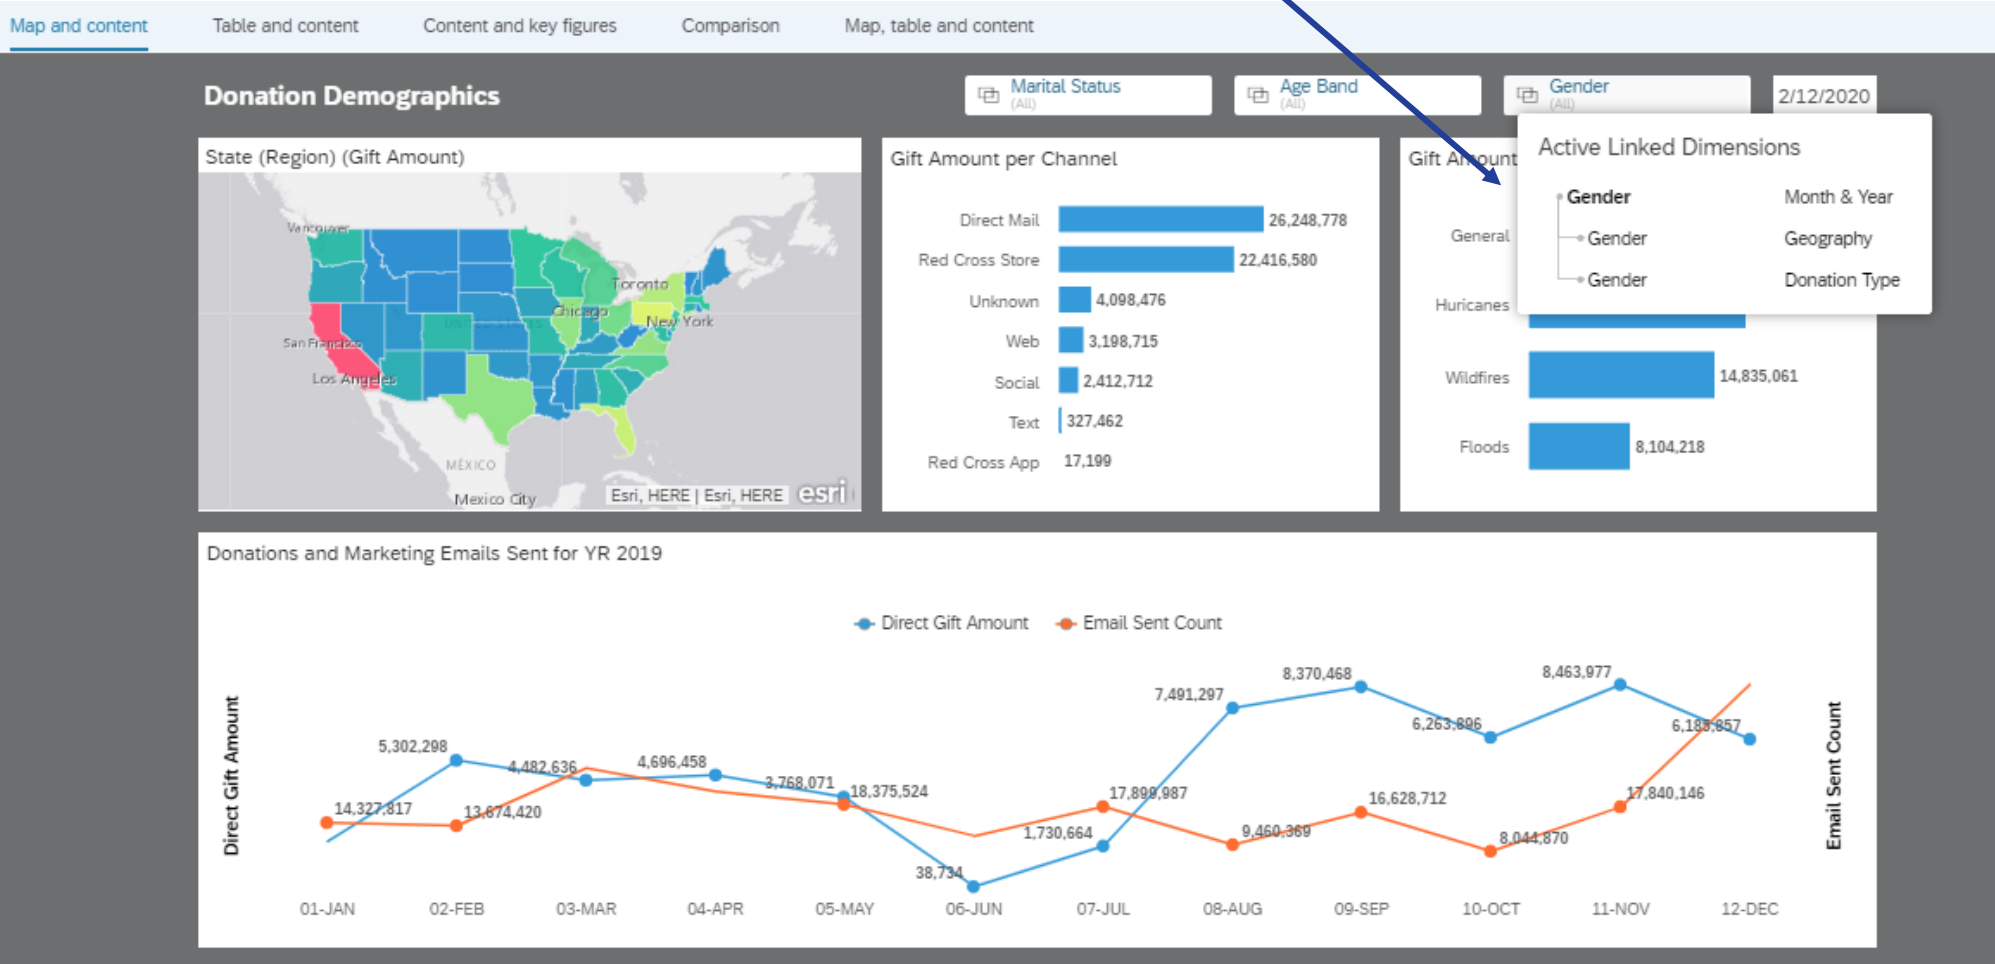 Map and content
Table and content
Content and key figures
Comparison
Map, table and content
Donation Demographics
Marital Status
(All)
Age Band
(All)
Gender
(All)
2/12/2020
State (Region) (Gift Amount)
Vancouver
Toronto
Chicago
New York
UNITED STATES
San Francisco
Los Angeles
MÉXICO
Mexico City
Esri, HERE | Esri, HERE
esri
Gift Amount per Channel
Direct Mail 26,248,778
Red Cross Store 22,416,580
Unknown 4,098,476
Web 3,198,715
Social 2,412,712
Text 327,462
Red Cross App 17,199
Gift Amount
General
Huricanes
Wildfires 14,835,061
Floods 8,104,218
Active Linked Dimensions
Gender Month & Year
Gender Geography
Gender Donation Type
Donations and Marketing Emails Sent for YR 2019
Direct Gift Amount
Email Sent Count
Direct Gift Amount
Email Sent Count
14,327,817
5,302,298
13,674,420
4,482,636
4,696,458
3,768,071
18,375,524
38,734
1,730,664
17,899,987
7,491,297
9,460,369
8,370,468
16,628,712
6,263,896
8,044,870
8,463,977
17,840,146
01-JAN
02-FEB
03-MAR
04-APR
05-MAY
06-JUN
07-JUL
08-AUG
09-SEP
10-OCT
11-NOV
12-DEC